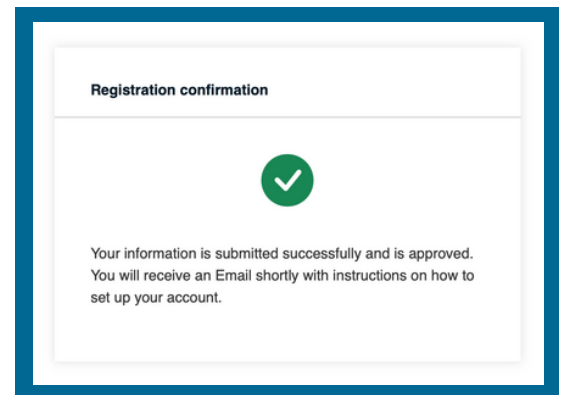 Registration confirmation
Your information is submitted successfully and is approved.
You will receive an Email shortly with instructions on how to
set up your account.